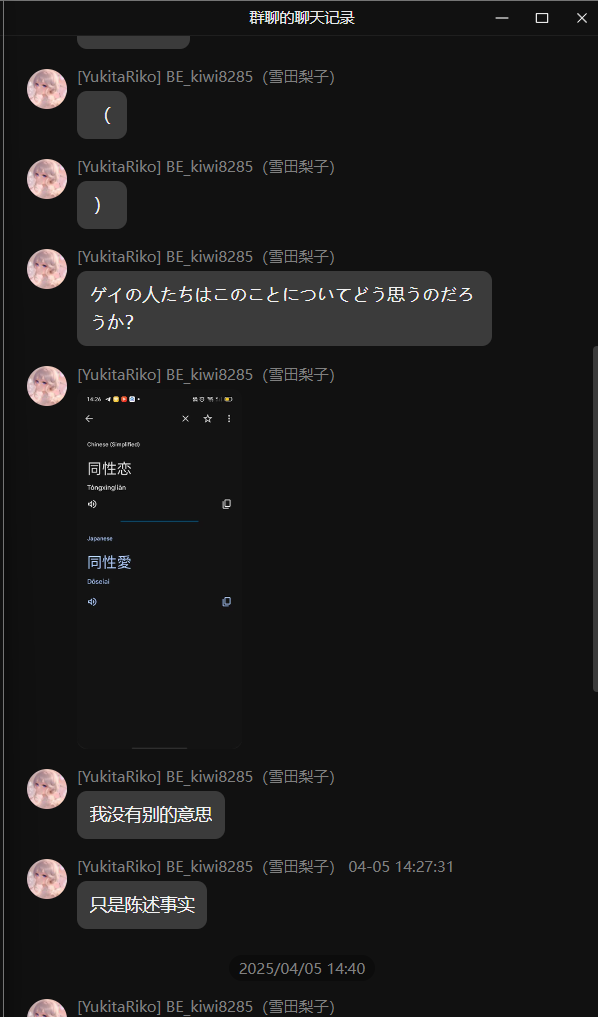 群聊的聊天记录
[YukitaRiko] BE_kiwi8285（雪田梨子）
（
[YukitaRiko] BE_kiwi8285（雪田梨子）
）
[YukitaRiko] BE_kiwi8285（雪田梨子）
ゲイの人たちはこのことについてどう思うのだろ
うか？
[YukitaRiko] BE_kiwi8285（雪田梨子）
14:26
Chinese (Simplified)
同性恋
Tóngxìngliàn
Japanese
同性愛
Dōseiai
[YukitaRiko] BE_kiwi8285（雪田梨子）
我没有别的意思
[YukitaRiko] BE_kiwi8285（雪田梨子） 04-05 14:27:31
只是陈述事实
2025/04/05 14:40
[YukitaRiko] BE_kiwi8285（雪田梨子）